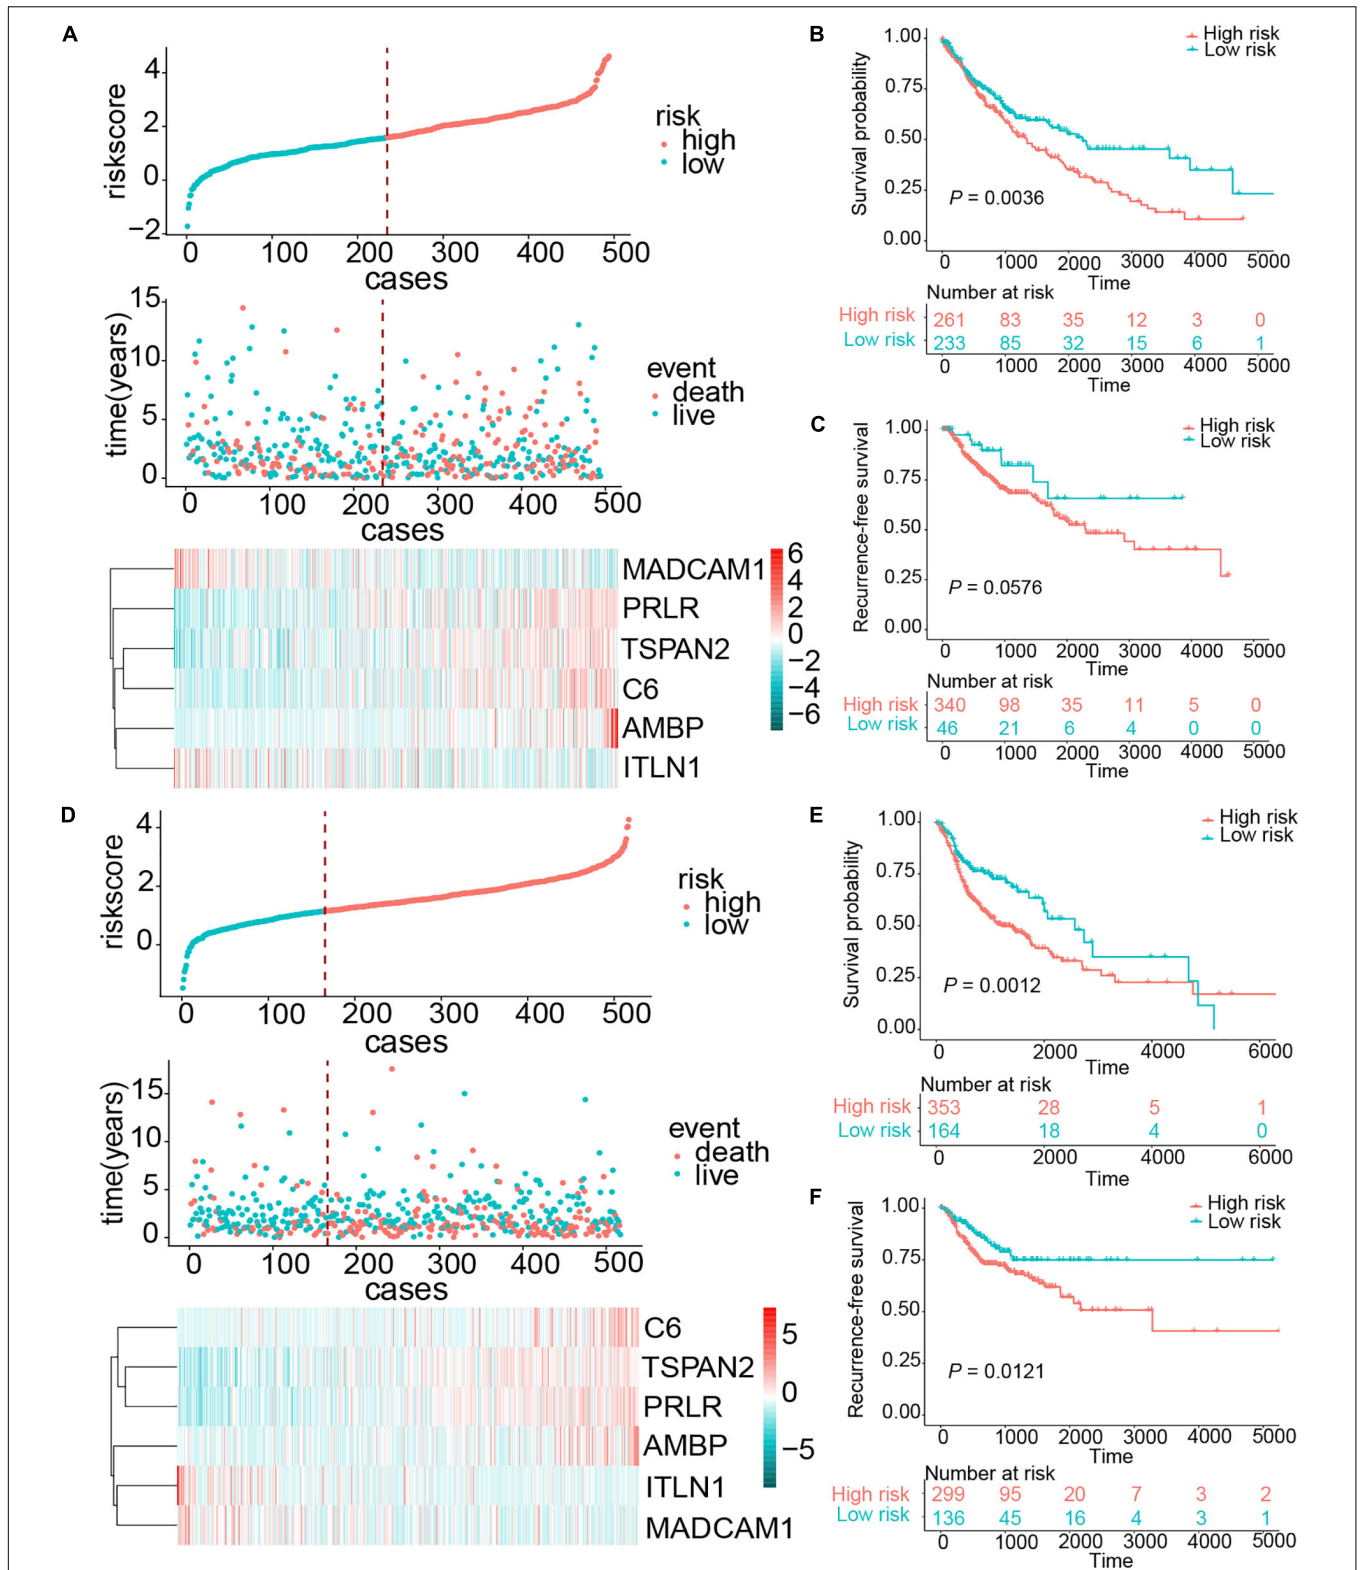 A
riskscore
4
2
0
−2
0 100 200 300 400 500
cases
risk
high
low
time(years)
15
10
5
0
0 100 200 300 400 500
cases
event
death
live
MADCAM1
PRLR
TSPAN2
C6
AMBP
ITLN1
6
4
2
0
−2
−4
−6
B
Survival probability
1.00
0.75
0.50
0.25
0.00
High risk
Low risk
P = 0.0036
0 1000 2000 3000 4000 5000
Time
Number at risk
High risk 261 83 35 12 3 0
Low risk 233 85 32 15 6 1
0 1000 2000 3000 4000 5000
Time
C
Recurrence-free survival
1.00
0.75
0.50
0.25
0.00
High risk
Low risk
P = 0.0576
0 1000 2000 3000 4000 5000
Time
Number at risk
High risk 340 98 35 11 5 0
Low risk 46 21 6 4 0 0
0 1000 2000 3000 4000 5000
Time
D
riskscore
4
2
0
0 100 200 300 400 500
cases
risk
high
low
time(years)
15
10
5
0
0 100 200 300 400 500
cases
event
death
live
C6
TSPAN2
PRLR
AMBP
ITLN1
MADCAM1
5
0
−5
E
Survival probability
1.00
0.75
0.50
0.25
0.00
High risk
Low risk
P = 0.0012
0 2000 4000 6000
Time
Number at risk
High risk 353 28 5 1
Low risk 164 18 4 0
0 2000 4000 6000
Time
F
Recurrence-free survival
1.00
0.75
0.50
0.25
0.00
High risk
Low risk
P = 0.0121
0 1000 2000 3000 4000 5000
Time
Number at risk
High risk 299 95 20 7 3 2
Low risk 136 45 16 4 3 1
0 1000 2000 3000 4000 5000
Time